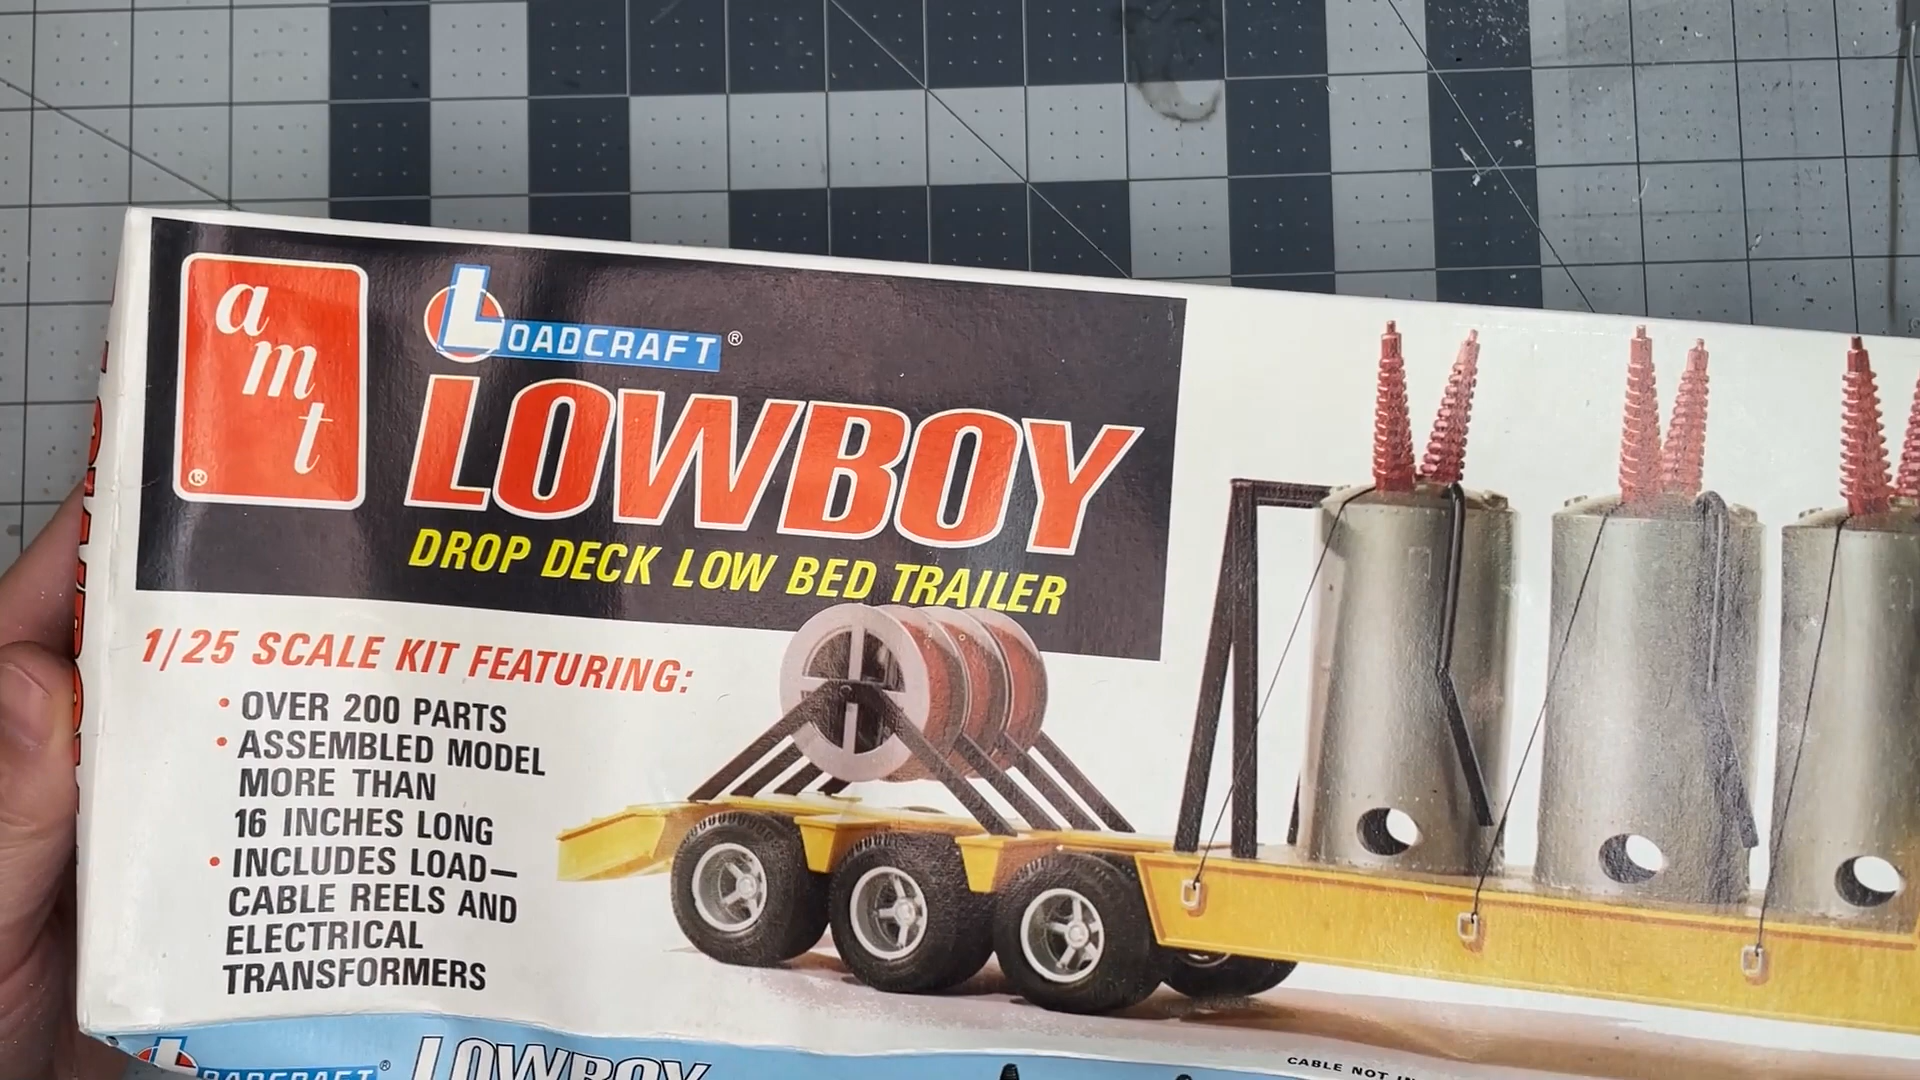 amt
®
LOADCRAFT®
LOWBOY
DROP DECK LOW BED TRAILER
1/25 SCALE KIT FEATURING:
• OVER 200 PARTS
• ASSEMBLED MODEL
MORE THAN
16 INCHES LONG
• INCLUDES LOAD—
CABLE REELS AND
ELECTRICAL
TRANSFORMERS
CABLE NOT
LOADCRAFT® LOWBOY